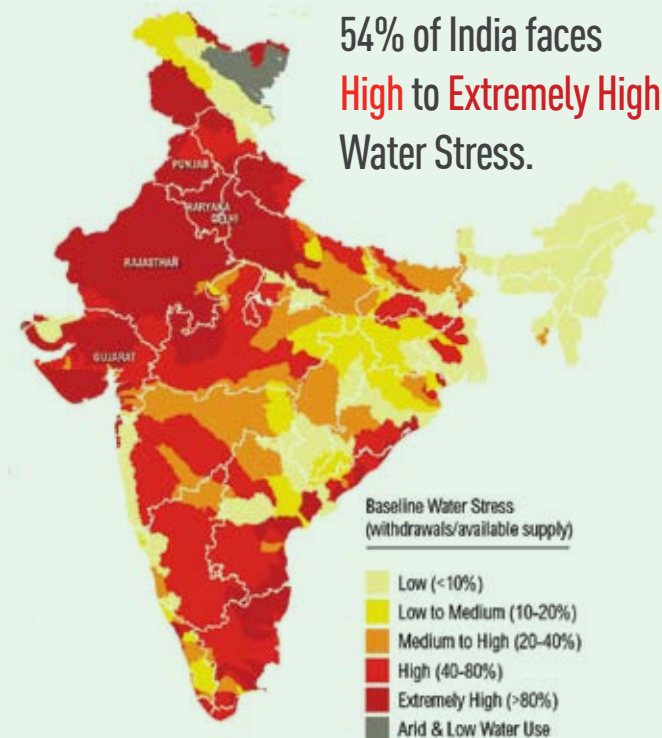 54% of India faces
High to Extremely High
Water Stress.
PUNJAB
HARYANA
DELHI
RAJASTHAN
GUJARAT
Baseline Water Stress
(withdrawals/available supply)
Low (<10%)
Low to Medium (10-20%)
Medium to High (20-40%)
High (40-80%)
Extremely High (>80%)
Arid & Low Water Use